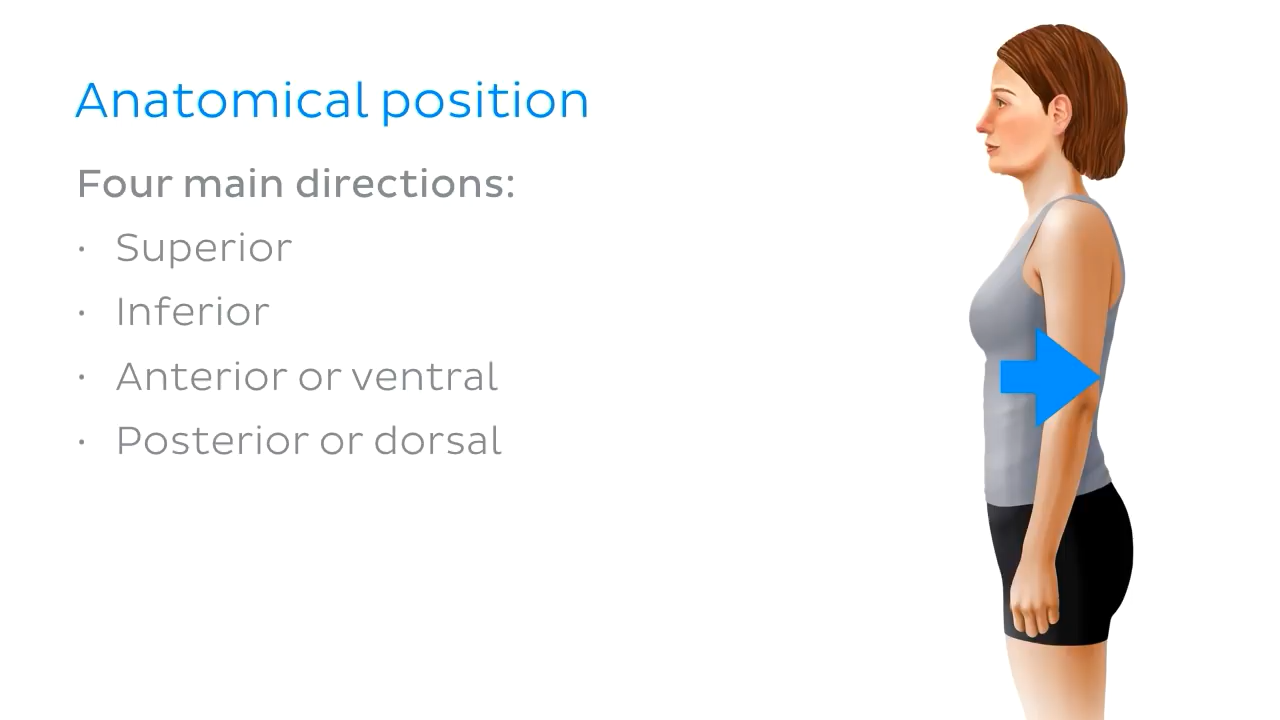 Anatomical position
Four main directions:
· Superior
· Inferior
· Anterior or ventral
· Posterior or dorsal